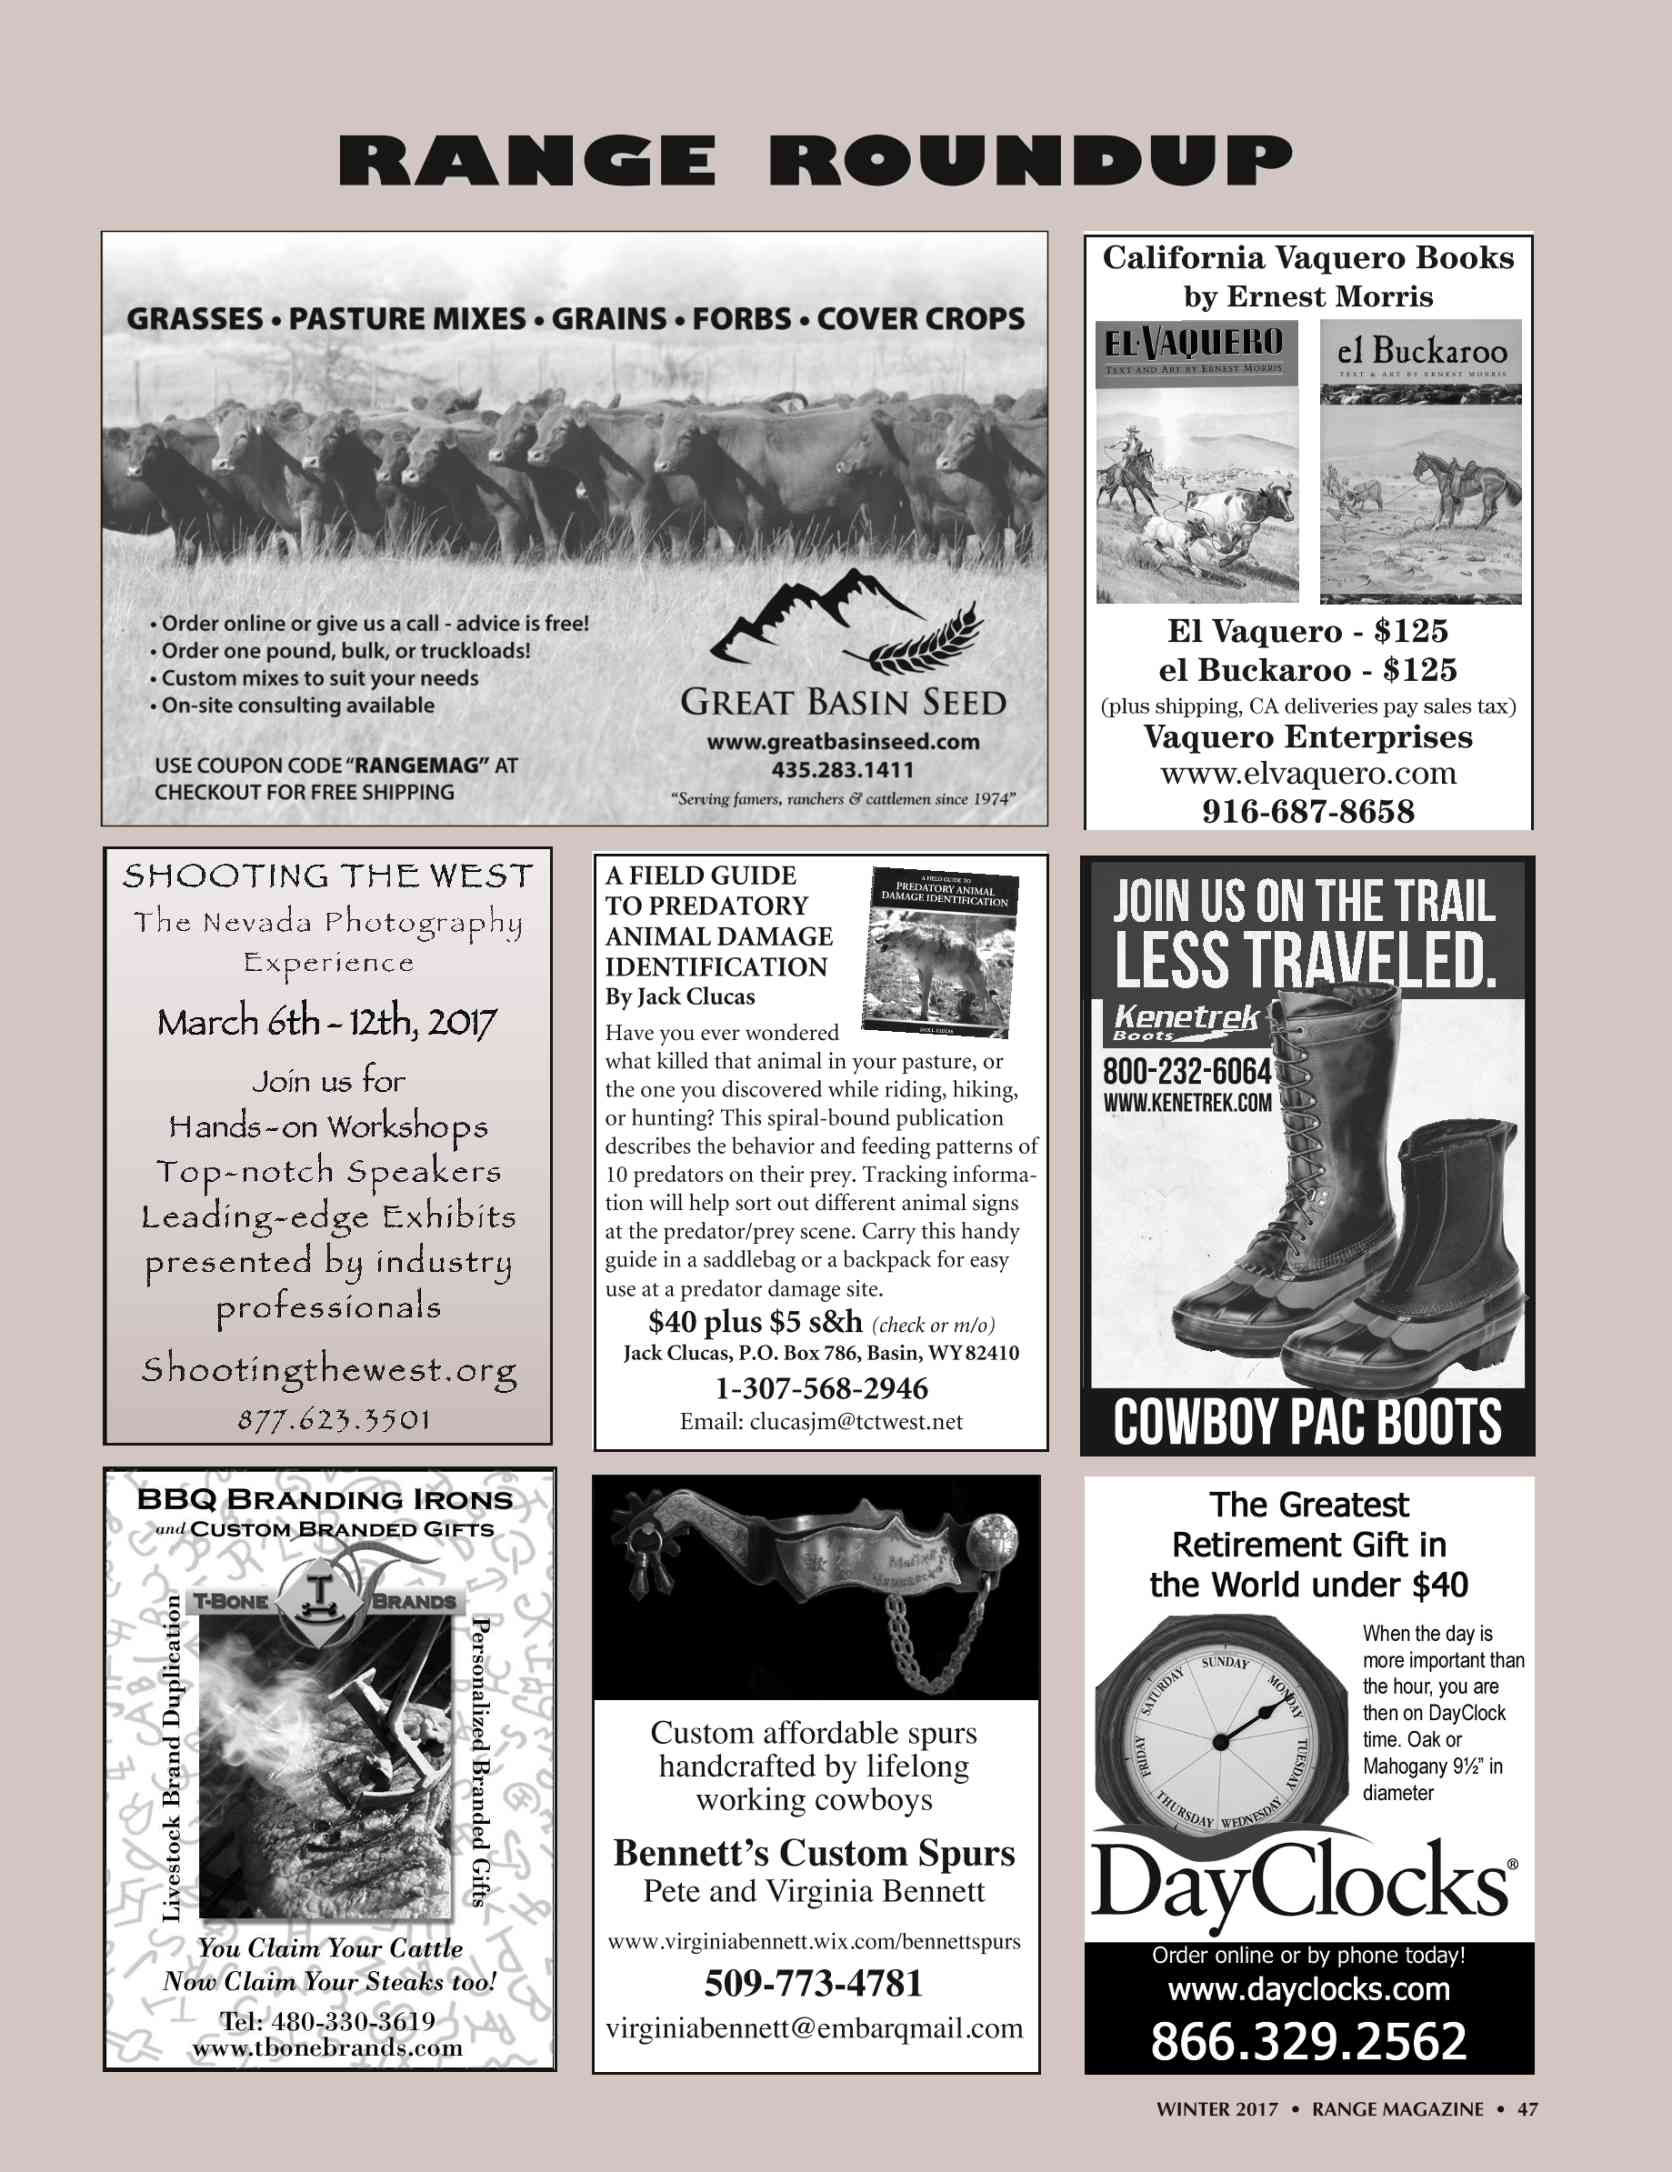 RANGE ROUNDUP
GRASSES • PASTURE MIXES • GRAINS • FORBS • COVER CROPS
• Order online or give us a call - advice is free!
• Order one pound, bulk, or truckloads!
• Custom mixes to suit your needs
• On-site consulting available
USE COUPON CODE “RANGEMAG” AT
CHECKOUT FOR FREE SHIPPING
GREAT BASIN SEED
www.greatbasinseed.com
435.283.1411
“Serving famers, ranchers & cattlemen since 1974”
California Vaquero Books
by Ernest Morris
EL•VAQUERO
TEXT AND ART BY ERNEST MORRIS
el Buckaroo
TEXT & ART BY ERNEST MORRIS
El Vaquero - $125
el Buckaroo - $125
(plus shipping, CA deliveries pay sales tax)
Vaquero Enterprises
www.elvaquero.com
916-687-8658
SHOOTING THE WEST
The Nevada Photography
Experience
March 6th - 12th, 2017
Join us for
Hands-on Workshops
Top-notch Speakers
Leading-edge Exhibits
presented by industry
professionals
Shootingthewest.org
877.623.3501
A FIELD GUIDE
TO PREDATORY
ANIMAL DAMAGE
IDENTIFICATION
By Jack Clucas
A FIELD GUIDE TO
PREDATORY ANIMAL
DAMAGE IDENTIFICATION
Have you ever wondered
what killed that animal in your pasture, or
the one you discovered while riding, hiking,
or hunting? This spiral-bound publication
describes the behavior and feeding patterns of
10 predators on their prey. Tracking informa-
tion will help sort out different animal signs
at the predator/prey scene. Carry this handy
guide in a saddlebag or a backpack for easy
use at a predator damage site.
$40 plus $5 s&h (check or m/o)
Jack Clucas, P.O. Box 786, Basin, WY 82410
1-307-568-2946
Email: clucasjm@tctwest.net
JOIN US ON THE TRAIL
LESS TRAVELED.
Kenetrek
Boots
800-232-6064
WWW.KENETREK.COM
COWBOY PAC BOOTS
BBQ BRANDING IRONS
and CUSTOM BRANDED GIFTS
T-BONE T BRANDS
Livestock Brand Duplication
Personalized Branded Gifts
You Claim Your Cattle
Now Claim Your Steaks too!
Tel: 480-330-3619
www.tbonebrands.com
Custom affordable spurs
handcrafted by lifelong
working cowboys
Bennett’s Custom Spurs
Pete and Virginia Bennett
www.virginiabennett.wix.com/bennettspurs
509-773-4781
virginiabennett@embarqmail.com
The Greatest
Retirement Gift in
the World under $40
SUNDAY
MONDAY
TUESDAY
WEDNESDAY
THURSDAY
FRIDAY
SATURDAY
When the day is
more important than
the hour, you are
then on DayClock
time. Oak or
Mahogany 9½” in
diameter
DayClocks®
Order online or by phone today!
www.dayclocks.com
866.329.2562
WINTER 2017 • RANGE MAGAZINE • 47